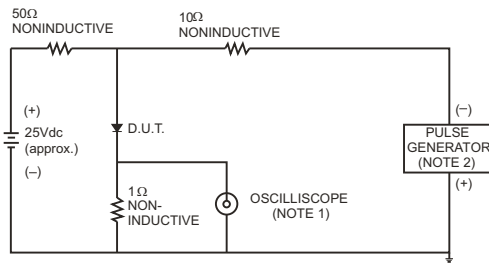 50Ω
NONINDUCTIVE
10Ω
NONINDUCTIVE
(+)
25Vdc
(approx.)
(–)
D.U.T.
1Ω
NON-
INDUCTIVE
OSCILLISCOPE
(NOTE 1)
(–)
PULSE
GENERATOR
(NOTE 2)
(+)